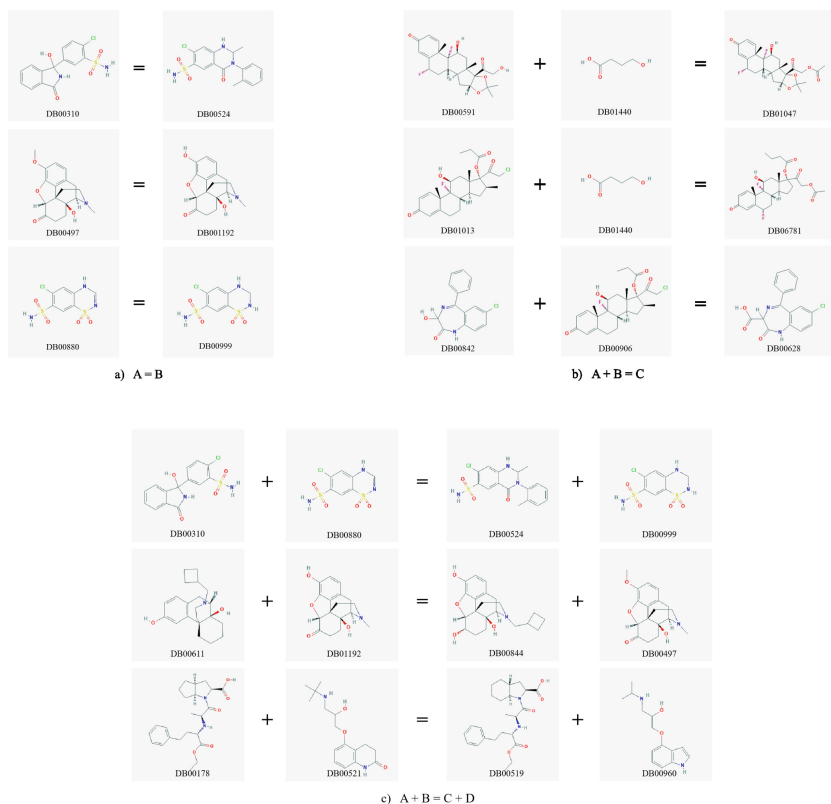 DB00310 = DB00524
DB00497 = DB001192
DB00880 = DB00999
a) A = B
DB00591 + DB01440 = DB01047
DB01013 + DB01440 = DB06781
DB00842 + DB00906 = DB00628
b) A + B = C
DB00310 + DB00880 = DB00524 + DB00999
DB00611 + DB01192 = DB00844 + DB00497
DB00178 + DB00521 = DB00519 + DB00960
c) A + B = C + D